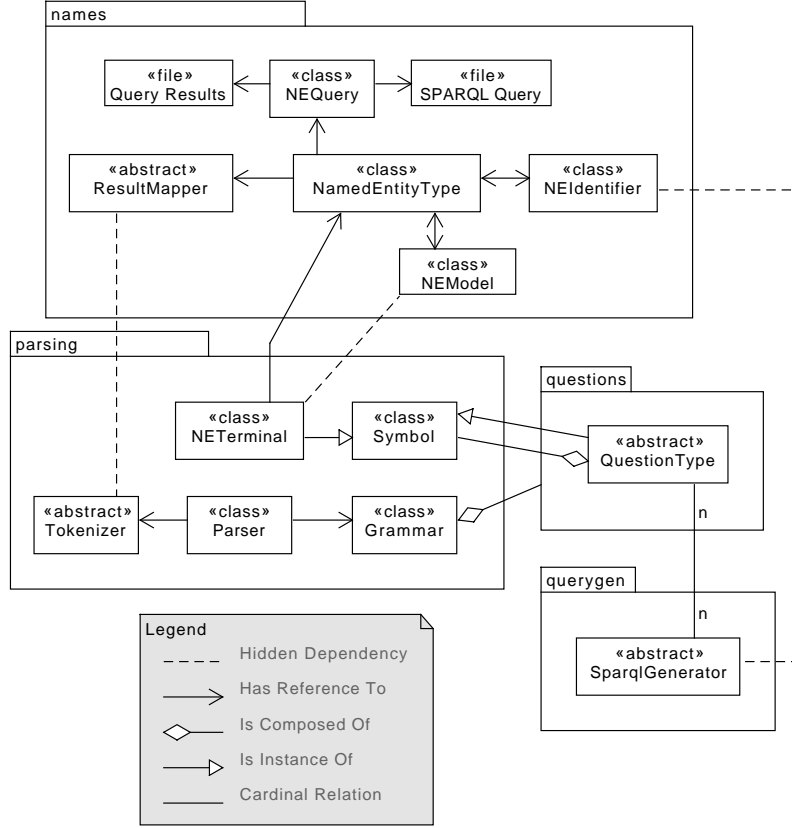 names
«file»
Query Results
«class»
NEQuery
«file»
SPARQL Query
«abstract»
ResultMapper
«class»
NamedEntityType
«class»
NEIdentifier
«class»
NEModel
parsing
«class»
NETerminal
«class»
Symbol
questions
«abstract»
QuestionType
«abstract»
Tokenizer
«class»
Parser
«class»
Grammar
n
querygen
n
«abstract»
SparqlGenerator
Legend
Hidden Dependency
Has Reference To
Is Composed Of
Is Instance Of
Cardinal Relation